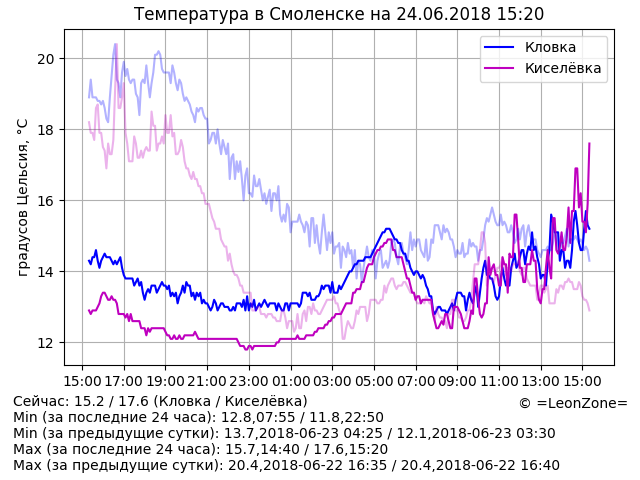 Температура в Смоленске на 24.06.2018 15:20
Кловка
Киселёвка
градусов Цельсия, °C
20
18
16
14
12
15:00 17:00 19:00 21:00 23:00 01:00 03:00 05:00 07:00 09:00 11:00 13:00 15:00
© =LeonZone=
Сейчас: 15.2 / 17.6 (Кловка / Киселёвка)
Min (за последние 24 часа): 12.8,07:55 / 11.8,22:50
Min (за предыдущие сутки): 13.7,2018-06-23 04:25 / 12.1,2018-06-23 03:30
Max (за последние 24 часа): 15.7,14:40 / 17.6,15:20
Max (за предыдущие сутки): 20.4,2018-06-22 16:35 / 20.4,2018-06-22 16:40